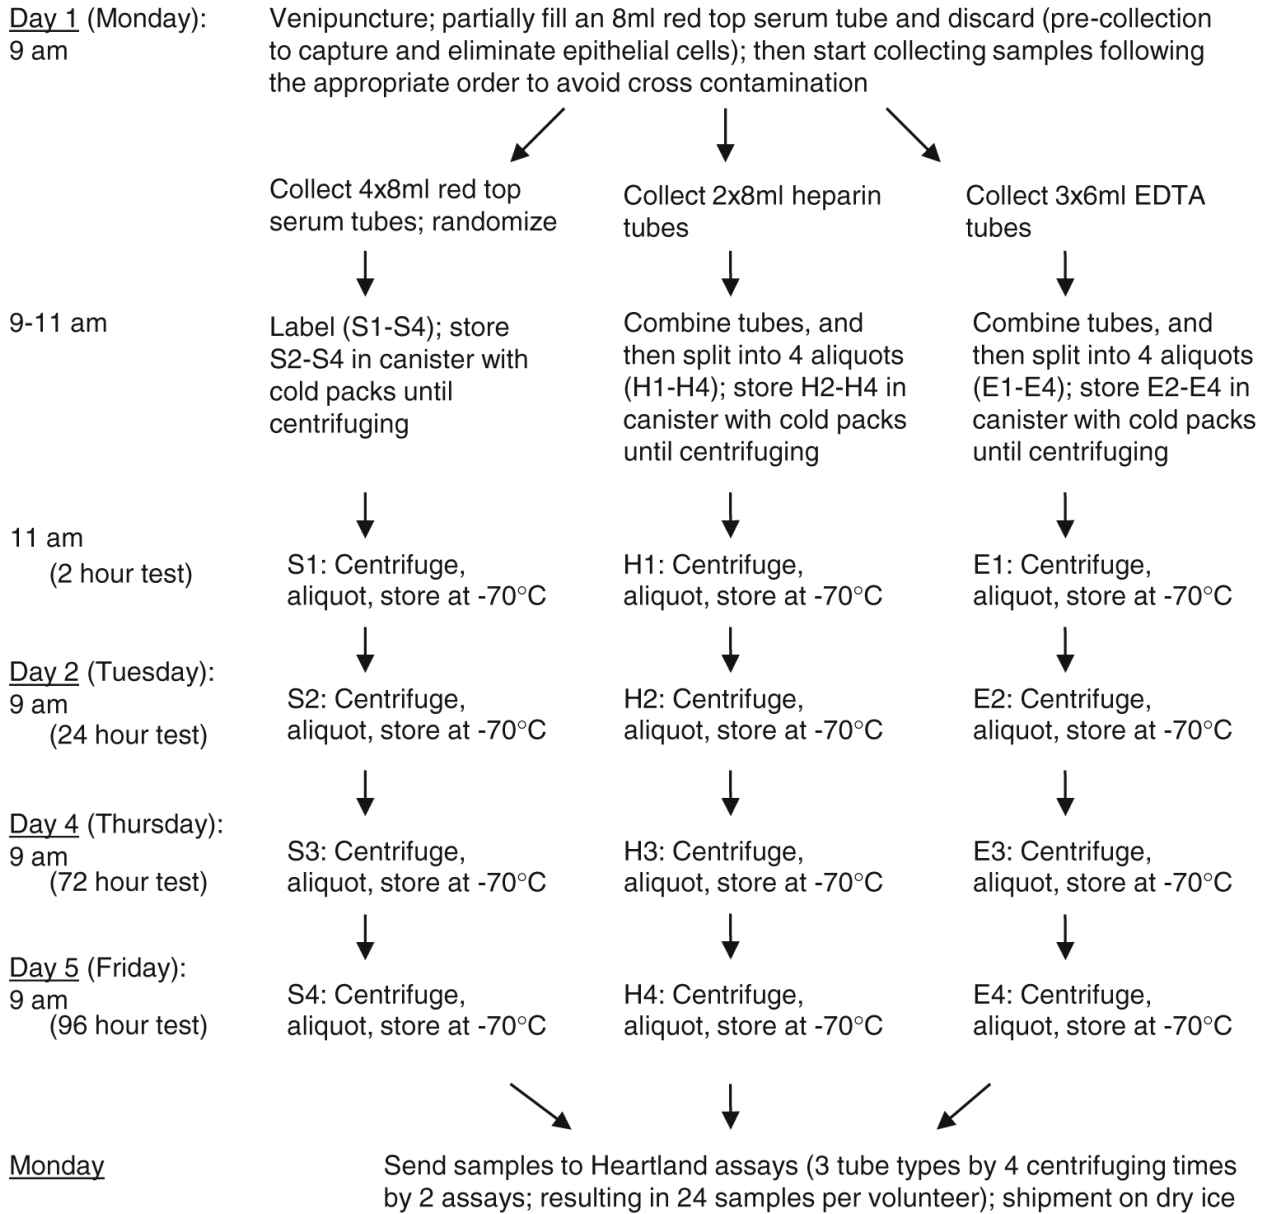 Day 1 (Monday):
9 am
Venipuncture; partially fill an 8ml red top serum tube and discard (pre-collection
to capture and eliminate epithelial cells); then start collecting samples following
the appropriate order to avoid cross contamination
Collect 4x8ml red top
serum tubes; randomize
Collect 2x8ml heparin
tubes
Collect 3x6ml EDTA
tubes
9-11 am
Label (S1-S4); store
S2-S4 in canister with
cold packs until
centrifuging
Combine tubes, and
then split into 4 aliquots
(H1-H4); store H2-H4 in
canister with cold packs
until centrifuging
Combine tubes, and
then split into 4 aliquots
(E1-E4); store E2-E4 in
canister with cold packs
until centrifuging
11 am
(2 hour test)
S1: Centrifuge,
aliquot, store at -70°C
H1: Centrifuge,
aliquot, store at -70°C
E1: Centrifuge,
aliquot, store at -70°C
Day 2 (Tuesday):
9 am
(24 hour test)
S2: Centrifuge,
aliquot, store at -70°C
H2: Centrifuge,
aliquot, store at -70°C
E2: Centrifuge,
aliquot, store at -70°C
Day 4 (Thursday):
9 am
(72 hour test)
S3: Centrifuge,
aliquot, store at -70°C
H3: Centrifuge,
aliquot, store at -70°C
E3: Centrifuge,
aliquot, store at -70°C
Day 5 (Friday):
9 am
(96 hour test)
S4: Centrifuge,
aliquot, store at -70°C
H4: Centrifuge,
aliquot, store at -70°C
E4: Centrifuge,
aliquot, store at -70°C
Monday
Send samples to Heartland assays (3 tube types by 4 centrifuging times
by 2 assays; resulting in 24 samples per volunteer); shipment on dry ice